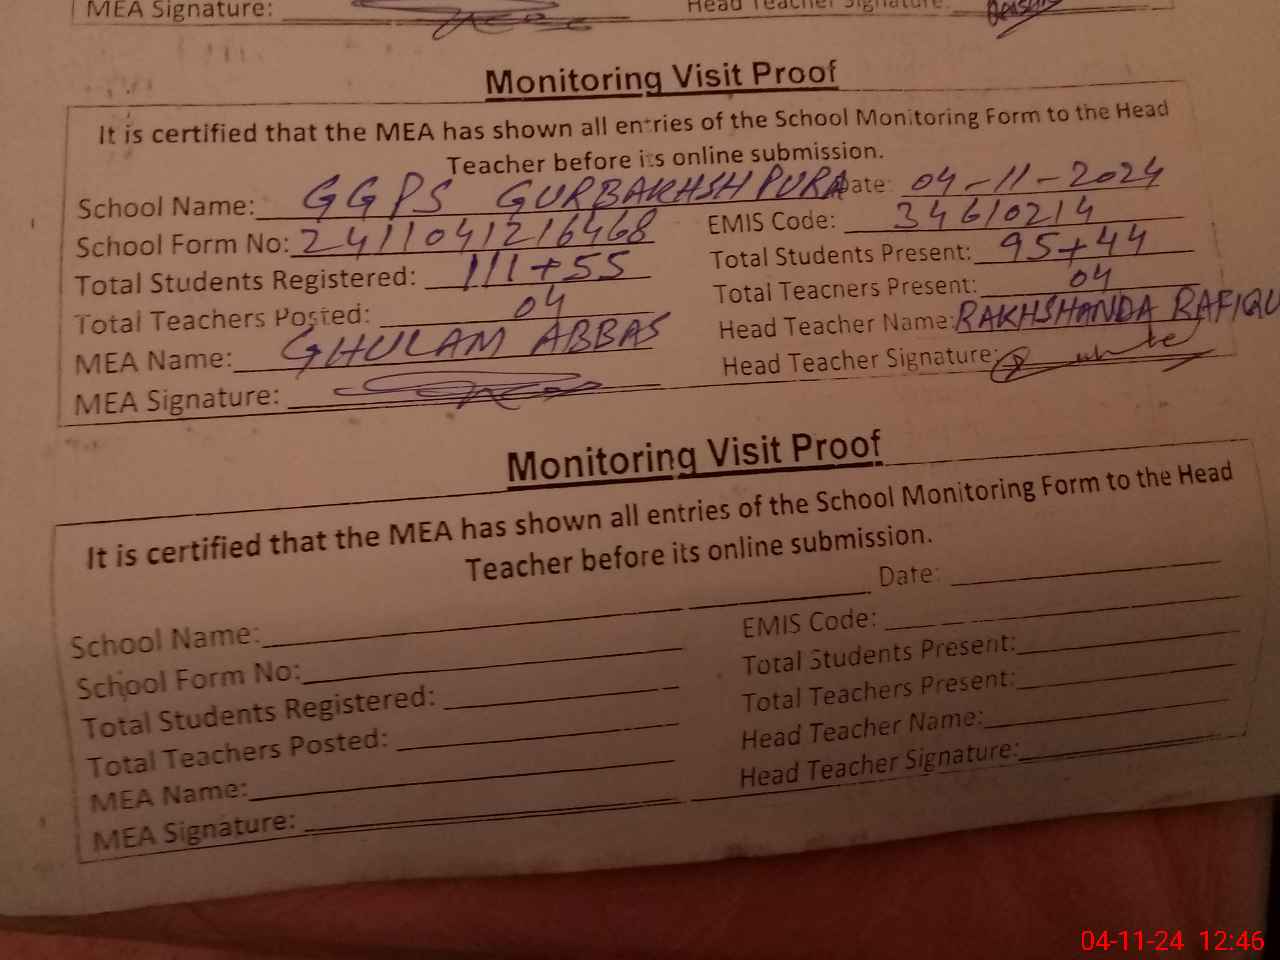 MEA Signature: Head Teacher Signature:
Monitoring Visit Proof
It is certified that the MEA has shown all entries of the School Monitoring Form to the Head
Teacher before its online submission.
School Name: GGPS GURBAKHSHPURA Date: 04-11-2024
School Form No: 2411041216468 EMIS Code: 34610214
Total Students Registered: 111+55 Total Students Present: 95+44
Total Teachers Posted: 04 Total Teachers Present: 04
MEA Name: GHULAM ABBAS Head Teacher Name: RAKHSHANDA RAFIQU
MEA Signature: Head Teacher Signature:
Monitoring Visit Proof
It is certified that the MEA has shown all entries of the School Monitoring Form to the Head
Teacher before its online submission.
School Name: Date:
School Form No: EMIS Code:
Total Students Registered: Total Students Present:
Total Teachers Posted: Total Teachers Present:
MEA Name: Head Teacher Name:
MEA Signature: Head Teacher Signature:
04-11-24 12:46